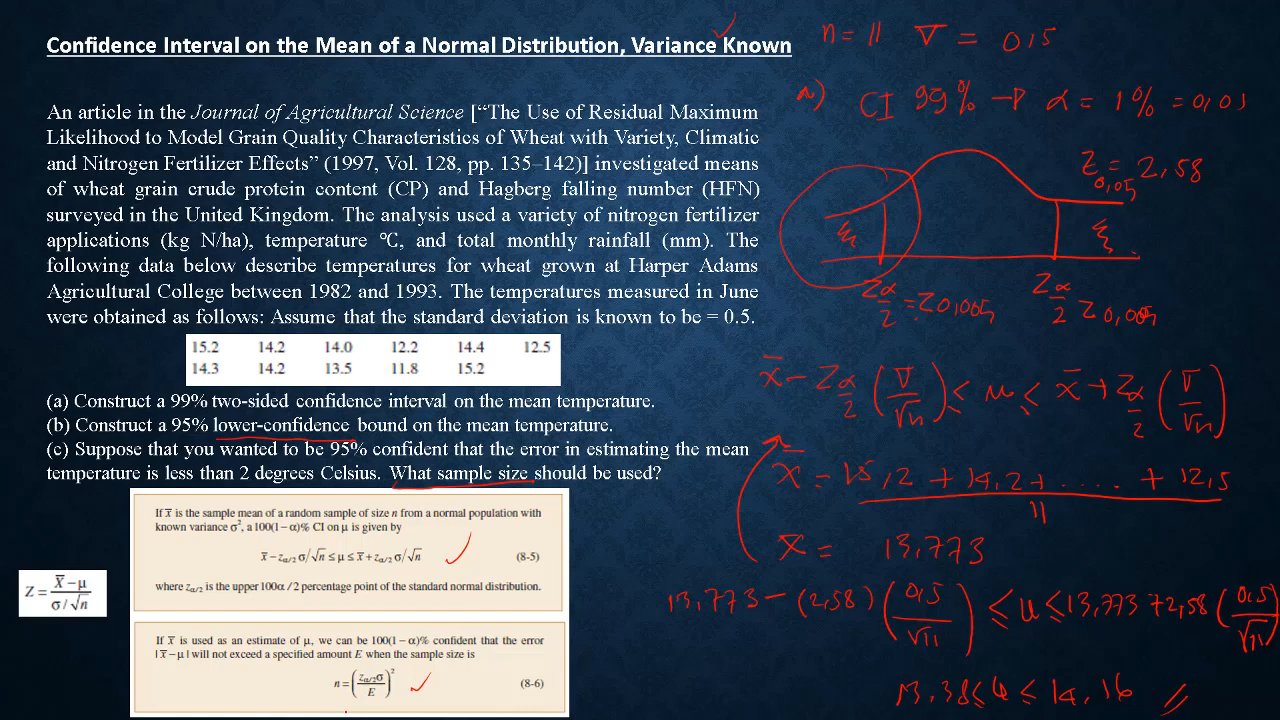 Confidence Interval on the Mean of a Normal Distribution, Variance Known
An article in the Journal of Agricultural Science [“The Use of Residual Maximum
Likelihood to Model Grain Quality Characteristics of Wheat with Variety, Climatic
and Nitrogen Fertilizer Effects” (1997, Vol. 128, pp. 135–142)] investigated means
of wheat grain crude protein content (CP) and Hagberg falling number (HFN)
surveyed in the United Kingdom. The analysis used a variety of nitrogen fertilizer
applications (kg N/ha), temperature ℃, and total monthly rainfall (mm). The
following data below describe temperatures for wheat grown at Harper Adams
Agricultural College between 1982 and 1993. The temperatures measured in June
were obtained as follows: Assume that the standard deviation is known to be = 0.5.
15.2 14.2 14.0 12.2 14.4 12.5
14.3 14.2 13.5 11.8 15.2
(a) Construct a 99% two-sided confidence interval on the mean temperature.
(b) Construct a 95% lower-confidence bound on the mean temperature.
(c) Suppose that you wanted to be 95% confident that the error in estimating the mean
temperature is less than 2 degrees Celsius. What sample size should be used?
If x̄ is the sample mean of a random sample of size n from a normal population with
known variance σ², a 100(1 − α)% CI on μ is given by
x̄ − zα/2 σ/√n ≤ μ ≤ x̄ + zα/2 σ/√n (8-5)
where zα/2 is the upper 100α/2 percentage point of the standard normal distribution.
Z = (X̄ − μ) / (σ/√n)
If x̄ is used as an estimate of μ, we can be 100(1 − α)% confident that the error
|x̄ − μ| will not exceed a specified amount E when the sample size is
n = (zα/2 σ / E)² (8-6)
n = 11 σ = 0,5
a) CI 99% → α = 1% = 0,01
Z0,005 = 2,58
Zα/2 = Z0,005 Zα/2 Z0,005
x̄ − Zα/2 (σ/√n) ≤ μ ≤ x̄ + Zα/2 (σ/√n)
x̄ = 15,2 + 14,2 + .... + 12,5 / 11
x̄ = 13,773
13,773 − (2,58) (0,5/√11) ≤ μ ≤ 13,773 + 2,58 (0,5/√11)
13,38 ≤ μ ≤ 14,16